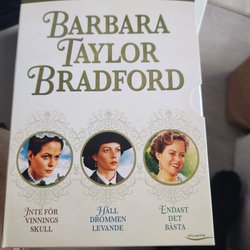 BARBARA
TAYLOR
BRADFORD
INTE FÖR
VINNINGS
SKULL
HÅLL
DRÖMMEN
LEVANDE
ENDAST
DET
BÄSTA